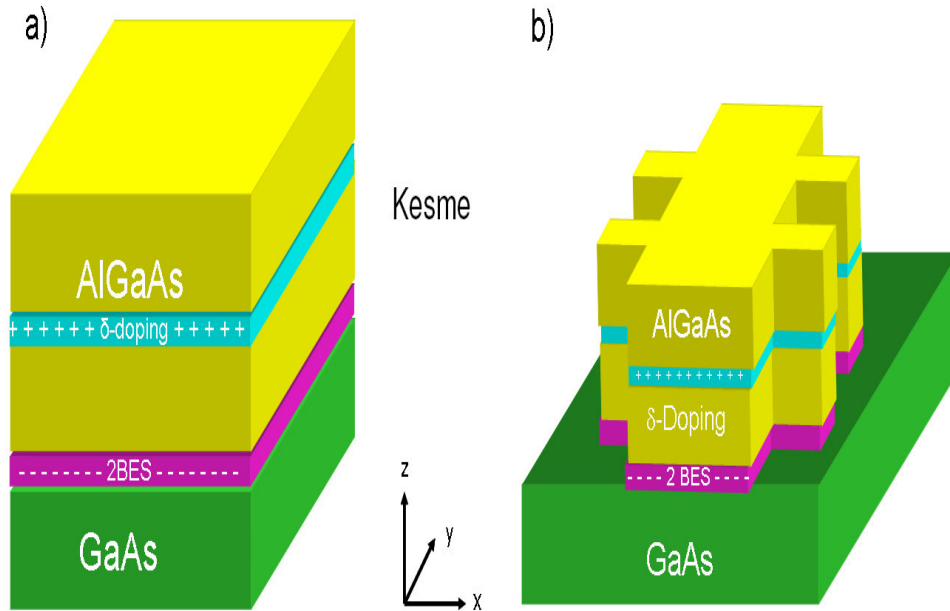 a)
AlGaAs
+ + + + + + δ-doping + + + + +
- - - - - - - - 2BES - - - - - - - -
GaAs
Kesme
z
y
x
b)
AlGaAs
+ + + + + + + + + +
δ-Doping
- - - - 2 BES - - - -
GaAs